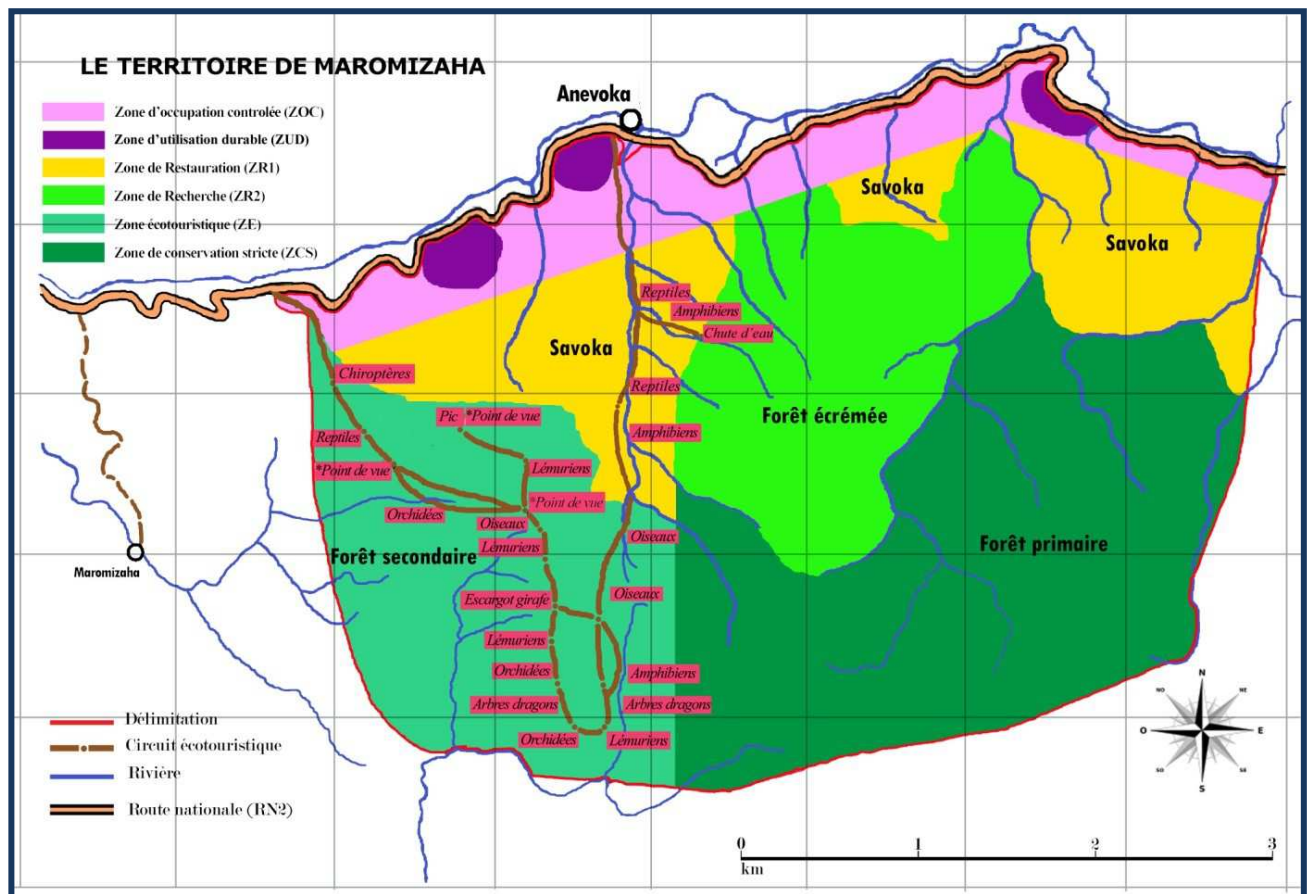 LE TERRITOIRE DE MAROMIZAHA
Zone d'occupation controlée (ZOC)
Zone d'utilisation durable (ZUD)
Zone de Restauration (ZR1)
Zone de Recherche (ZR2)
Zone écotouristique (ZE)
Zone de conservation stricte (ZCS)
Anevoka
Savoka
Savoka
Reptiles
Amphibiens
Chute d'eau
Savoka
Chiroptères
Reptiles
Pic *Point de vue
Forêt écrémée
Reptiles
Amphibiens
*Point de vue
Lémuriens
Orchidées
*Point de vue
Oiseaux
Oiseaux
Lémuriens
Forêt secondaire
Forêt primaire
Maromizaha
Escargot girafe
Oiseaux
Lémuriens
Orchidées
Amphibiens
Arbres dragons
Arbres dragons
Orchidées
Lémuriens
N
NO
NE
O
E
SO
SE
S
Délimitation
Circuit écotouristique
Rivière
Route nationale (RN2)
0 1 2 3
km